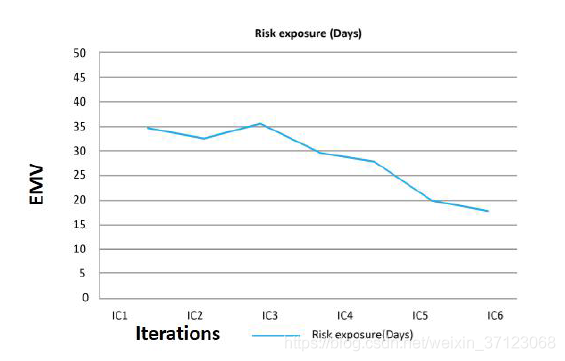 Risk exposure (Days)
50
45
40
35
30
25
20
15
10
5
0
EMV
IC1 IC2 IC3 IC4 IC5 IC6
Iterations
Risk exposure(Days)
https://blog.csdn.net/weixin_37123068